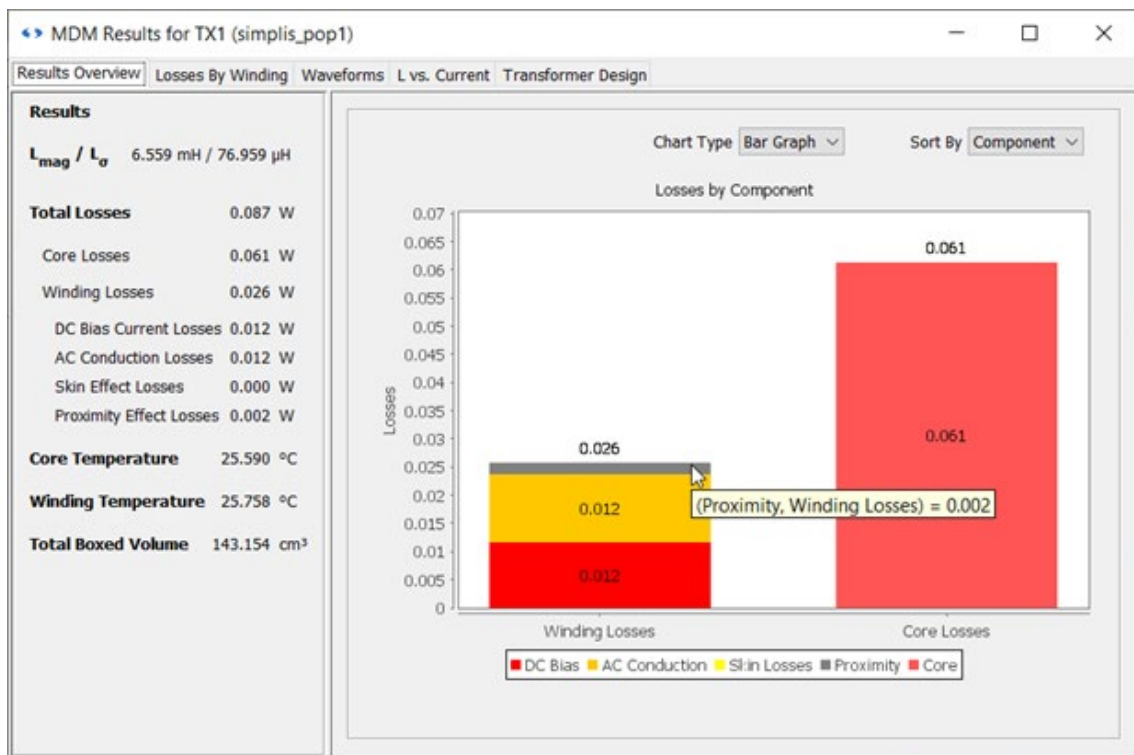 MDM Results for TX1 (simplis_pop1)
Results Overview Losses By Winding Waveforms L vs. Current Transformer Design
Results
Lmag / Lσ 6.559 mH / 76.959 µH
Total Losses 0.087 W
Core Losses 0.061 W
Winding Losses 0.026 W
DC Bias Current Losses 0.012 W
AC Conduction Losses 0.012 W
Skin Effect Losses 0.000 W
Proximity Effect Losses 0.002 W
Core Temperature 25.590 ºC
Winding Temperature 25.758 ºC
Total Boxed Volume 143.154 cm³
Chart Type Bar Graph Sort By Component
Losses by Component
0.07
0.065
0.06
0.055
0.05
0.045
0.04
0.035
0.03
0.025
0.02
0.015
0.01
0.005
0
Losses
0.026
0.012
0.012
(Proximity, Winding Losses) = 0.002
0.061
0.061
Winding Losses Core Losses
DC Bias AC Conduction Sl:in Losses Proximity Core